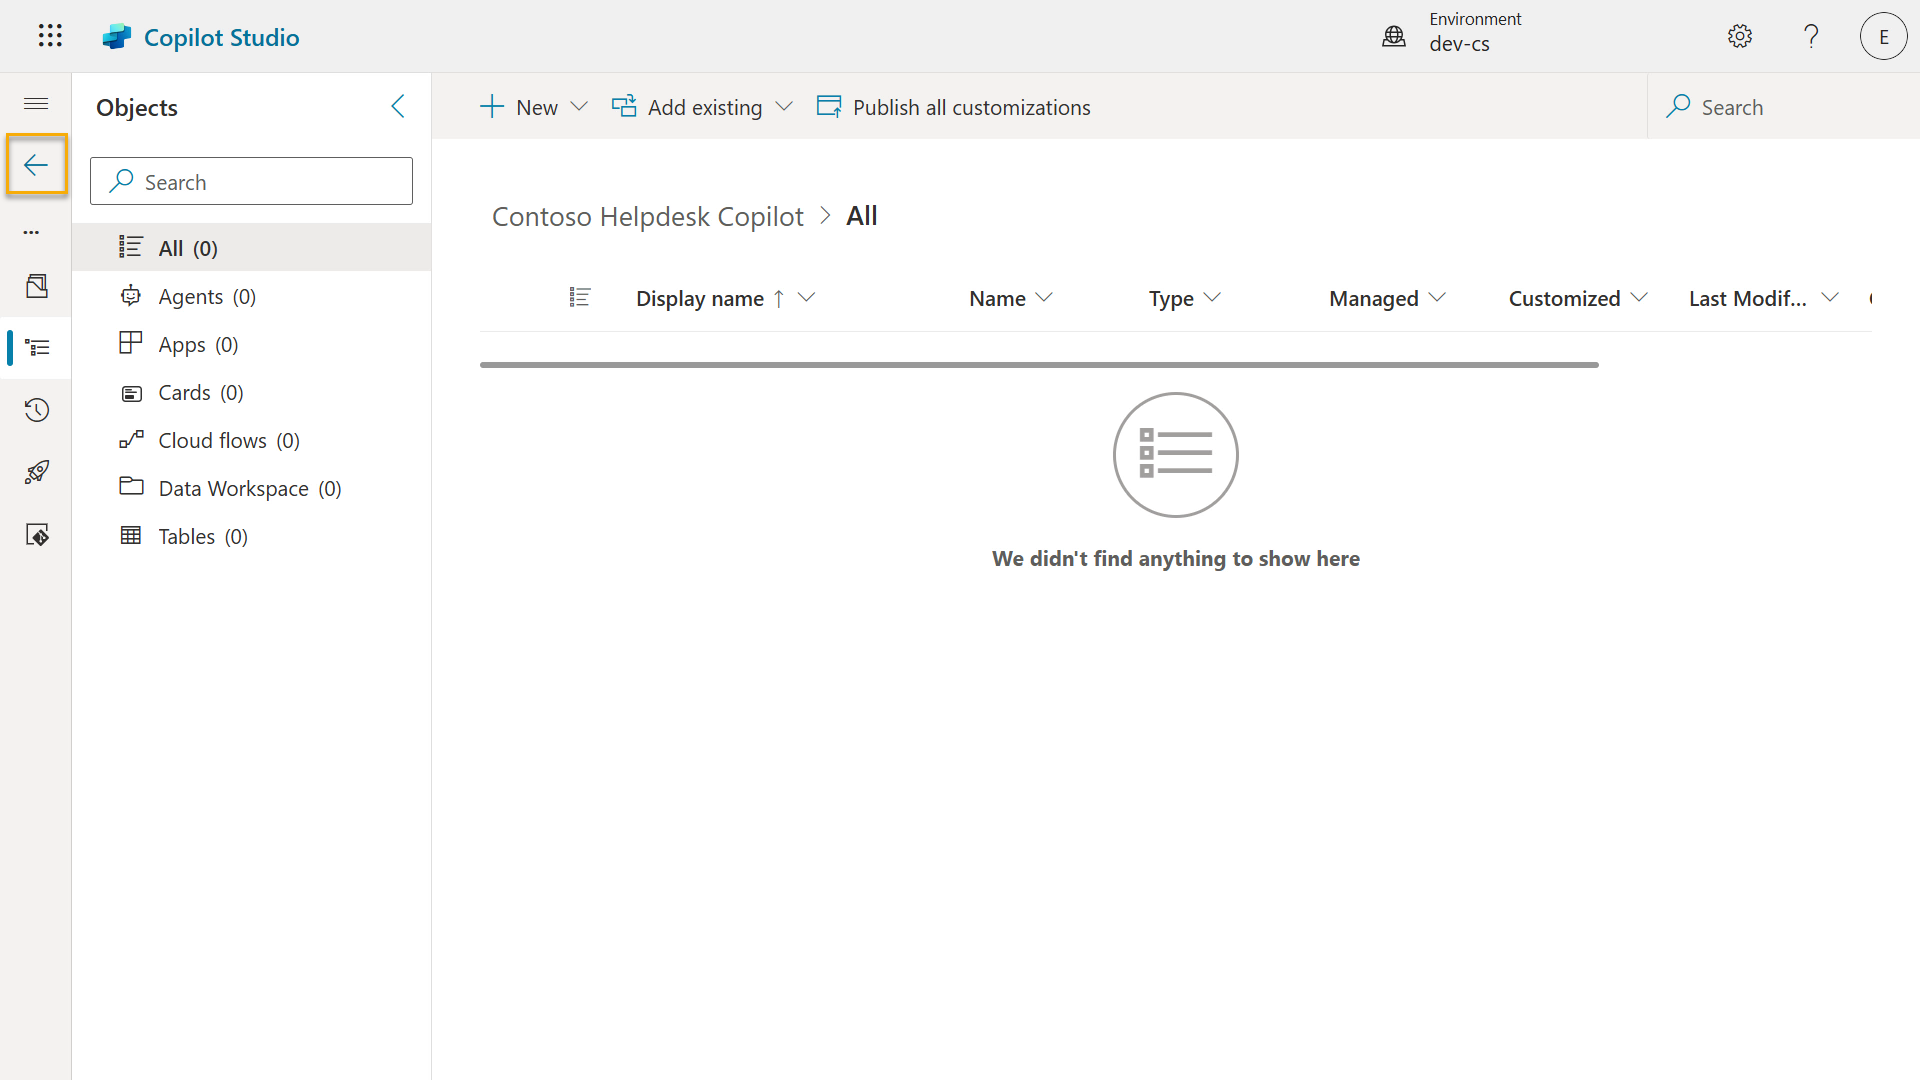 Copilot Studio
Environment
dev-cs
E
Objects
New
Add existing
Publish all customizations
Search
Search
Contoso Helpdesk Copilot > All
All (0)
Agents (0)
Apps (0)
Cards (0)
Cloud flows (0)
Data Workspace (0)
Tables (0)
Display name ↑
Name
Type
Managed
Customized
Last Modif...
We didn't find anything to show here